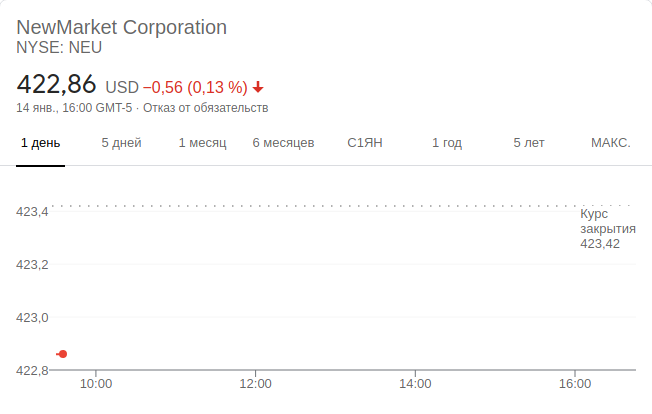 NewMarket Corporation
NYSE: NEU
422,86 USD −0,56 (0,13 %)
14 янв., 16:00 GMT-5 · Отказ от обязательств
1 день 5 дней 1 месяц 6 месяцев С1ЯН 1 год 5 лет МАКС.
423,4
Курс
закрытия
423,42
423,2
423,0
422,8
10:00 12:00 14:00 16:00